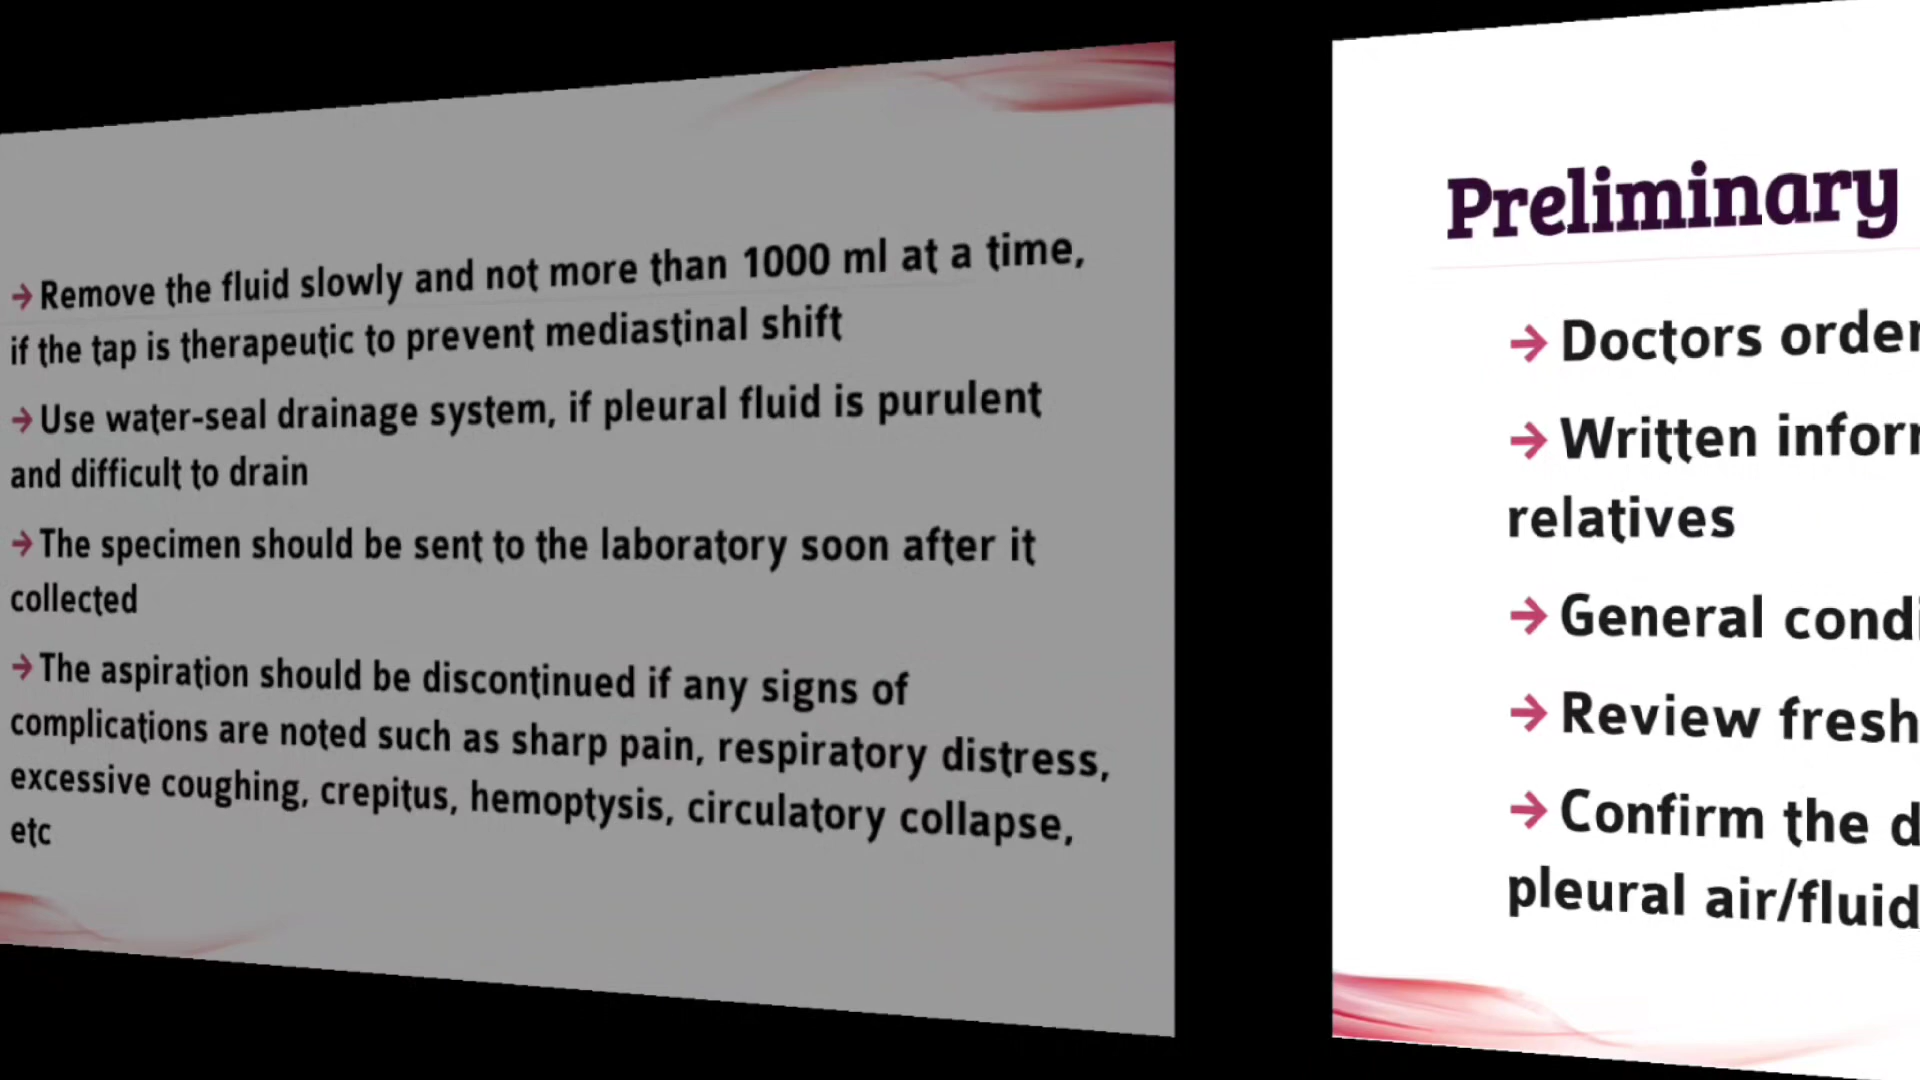 → Remove the fluid slowly and not more than 1000 ml at a time,
if the tap is therapeutic to prevent mediastinal shift
→ Use water-seal drainage system, if pleural fluid is purulent
and difficult to drain
→ The specimen should be sent to the laboratory soon after it
collected
→ The aspiration should be discontinued if any signs of
complications are noted such as sharp pain, respiratory distress,
excessive coughing, crepitus, hemoptysis, circulatory collapse,
etc
Preliminary
→ Doctors order
→ Written
relatives
→ General
→ Review fresh
→ Confirm the
pleural air/fluid